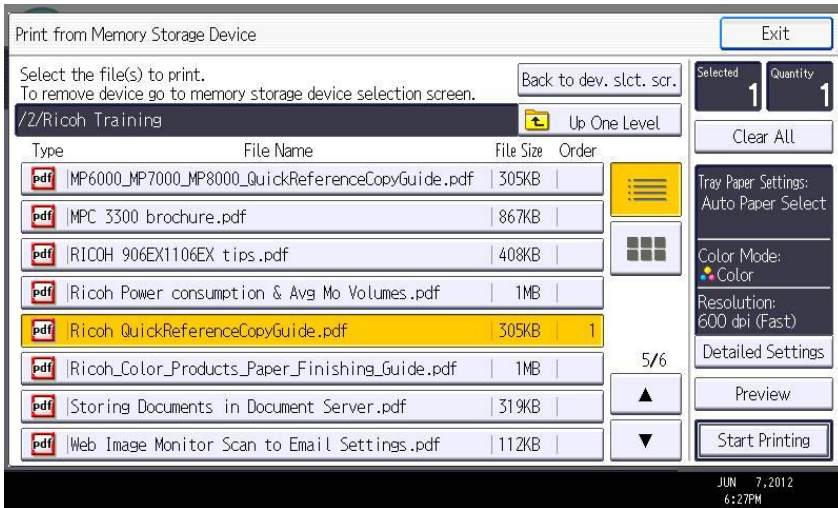 Print from Memory Storage Device
Exit
Select the file(s) to print.
To remove device go to memory storage device selection screen.
Back to dev. slct. scr.
Selected
1
Quantity
1
/2/Ricoh Training
Up One Level
Clear All
Type File Name File Size Order
pdf MP6000_MP7000_MP8000_QuickReferenceCopyGuide.pdf 305KB
pdf MPC 3300 brochure.pdf 867KB
pdf RICOH 906EX1106EX tips.pdf 408KB
pdf Ricoh Power consumption & Avg Mo Volumes.pdf 1MB
pdf Ricoh QuickReferenceCopyGuide.pdf 305KB 1
pdf Ricoh_Color_Products_Paper_Finishing_Guide.pdf 1MB
pdf Storing Documents in Document Server.pdf 319KB
pdf Web Image Monitor Scan to Email Settings.pdf 112KB
5/6
Tray Paper Settings:
Auto Paper Select
Color Mode:
Color
Resolution:
600 dpi (Fast)
Detailed Settings
Preview
Start Printing
JUN 7,2012
6:27PM